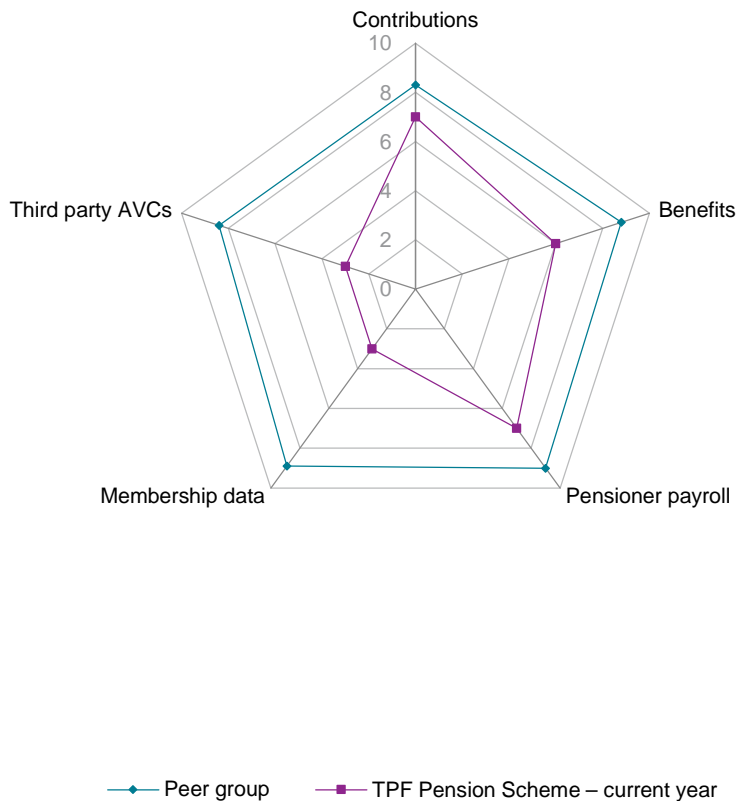 Contributions
10
8
6
4
2
0
Third party AVCs
Benefits
Membership data
Pensioner payroll
Peer group
TPF Pension Scheme – current year